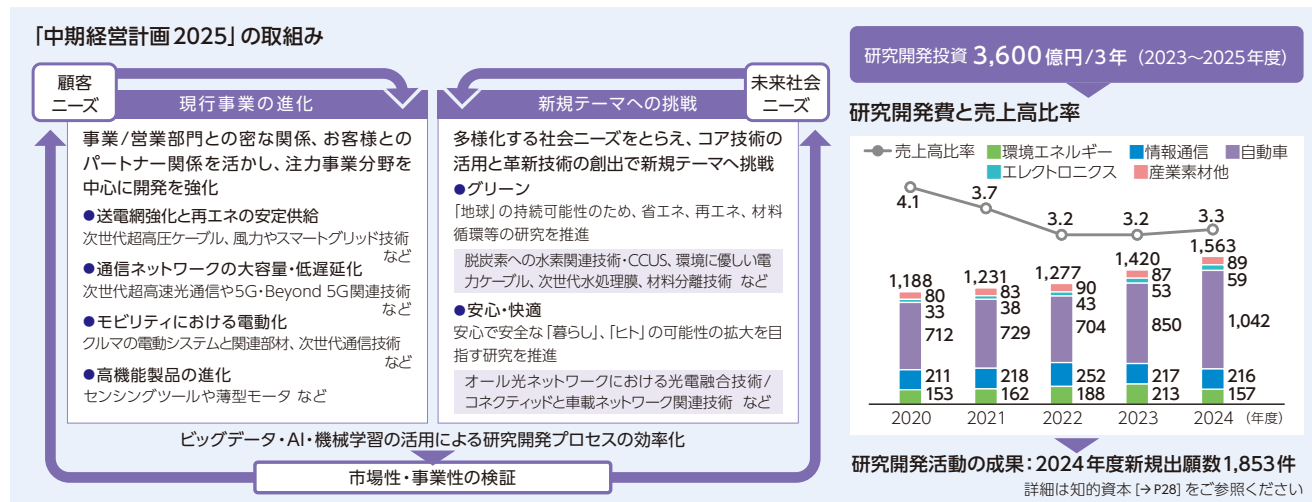 「中期経営計画2025」の取組み
顧客
ニーズ
現行事業の進化
事業/営業部門との密な関係、お客様との
パートナー関係を活かし、注力事業分野を
中心に開発を強化
●送電網強化と再エネの安定供給
次世代超高圧ケーブル、風力やスマートグリッド技術
など
●通信ネットワークの大容量・低遅延化
次世代超高速光通信や5G・Beyond 5G関連技術
など
●モビリティにおける電動化
クルマの電動システムと関連部材、次世代通信技術
など
●高機能製品の進化
センシングツールや薄型モータ など
未来社会
ニーズ
新規テーマへの挑戦
多様化する社会ニーズをとらえ、コア技術の
活用と革新技術の創出で新規テーマへ挑戦
●グリーン
「地球」の持続可能性のため、省エネ、再エネ、材料
循環等の研究を推進
脱炭素への水素関連技術・CCUS、環境に優しい電
力ケーブル、次世代水処理膜、材料分離技術 など
●安心・快適
安心で安全な「暮らし」、「ヒト」の可能性の拡大を目
指す研究を推進
オール光ネットワークにおける光電融合技術/
コネクティッドと車載ネットワーク関連技術 など
ビッグデータ・AI・機械学習の活用による研究開発プロセスの効率化
市場性・事業性の検証
研究開発投資 3,600億円/3年 (2023〜2025年度)
研究開発費と売上高比率
売上高比率 環境エネルギー 情報通信 自動車
エレクトロニクス 産業素材他
4.1 3.7 3.2 3.2 3.3
1,188 1,231 1,277 1,420 1,563
80 83 90 87 89
33 38 43 53 59
712 729 704 850 1,042
211 218 252 217 216
153 162 188 213 157
2020 2021 2022 2023 2024 (年度)
研究開発活動の成果：2024年度新規出願数1,853件
詳細は知的資本 [→P28] をご参照ください